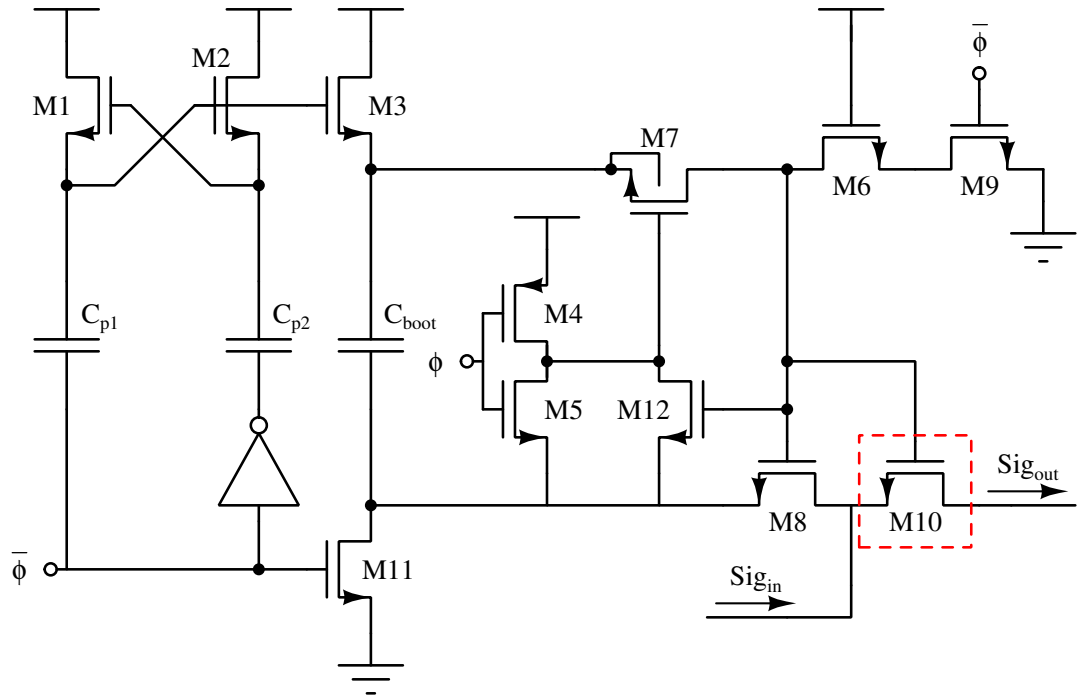 M2
M1
M3
ϕ̅
M7
M6
M9
C_p1
C_p2
C_boot
M4
ϕ
M5
M12
M8
M10
Sig_out
ϕ̅
M11
Sig_in